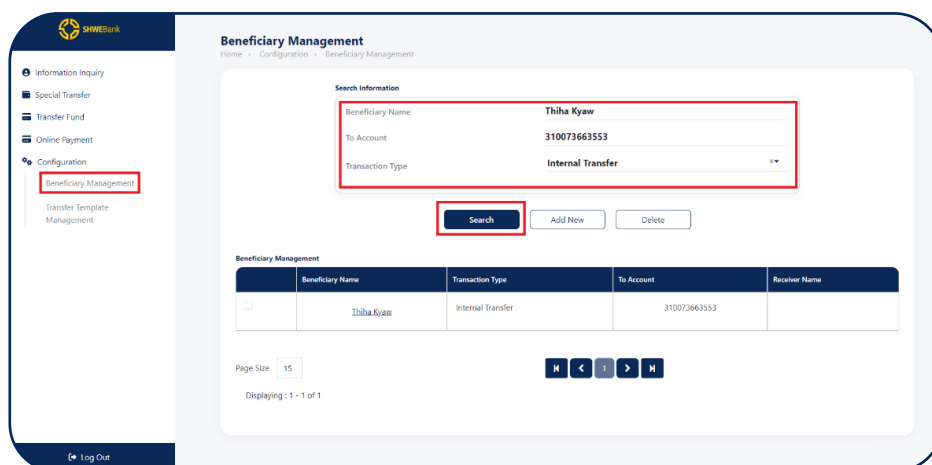 SHWEBank
Information Inquiry
Special Transfer
Transfer Fund
Online Payment
Configuration
Beneficiary Management
Transfer Template
Management
Log Out
Beneficiary Management
Home • Configuration • Beneficiary Management
Search Information
Beneficiary Name Thiha Kyaw
To Account 310073663553
Transaction Type Internal Transfer
Search Add New Delete
Beneficiary Management
Beneficiary Name Transaction Type To Account Receiver Name
Thiha Kyaw Internal Transfer 310073663553
Page Size 15
1
Displaying : 1 - 1 of 1